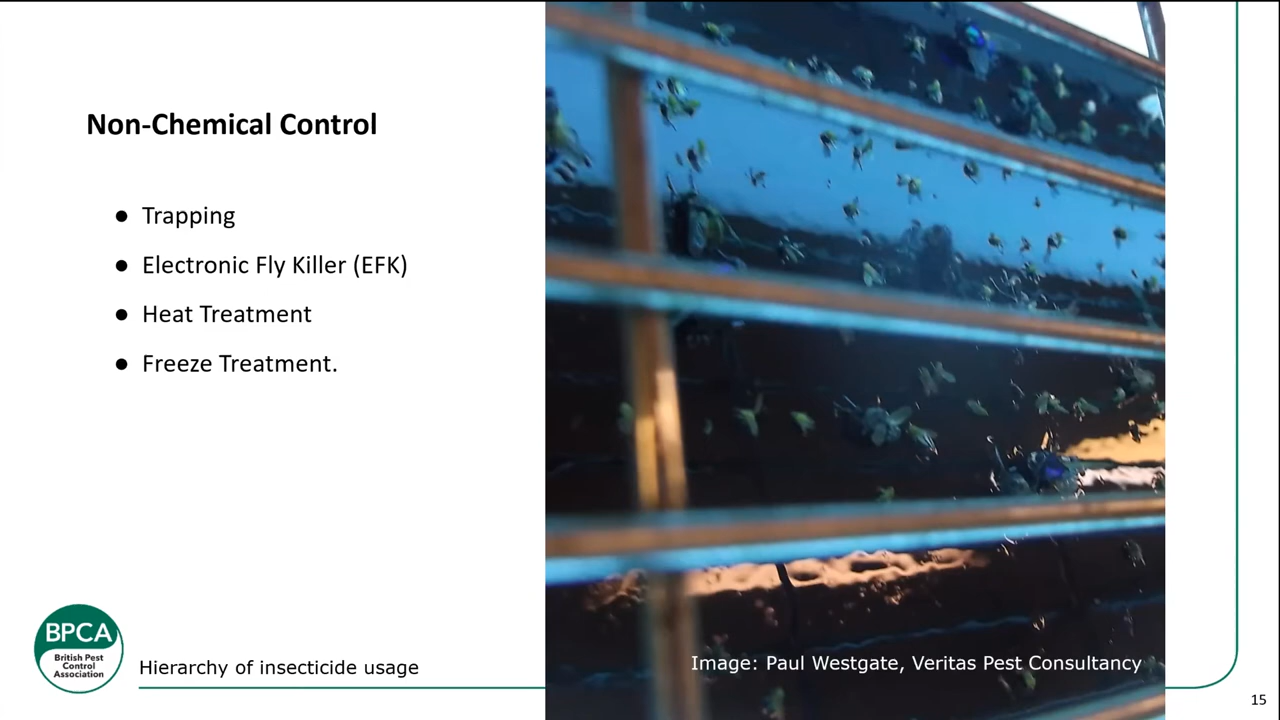 Non-Chemical Control
● Trapping
● Electronic Fly Killer (EFK)
● Heat Treatment
● Freeze Treatment.
BPCA
British Pest
Control
Association
Hierarchy of insecticide usage
Image: Paul Westgate, Veritas Pest Consultancy
15